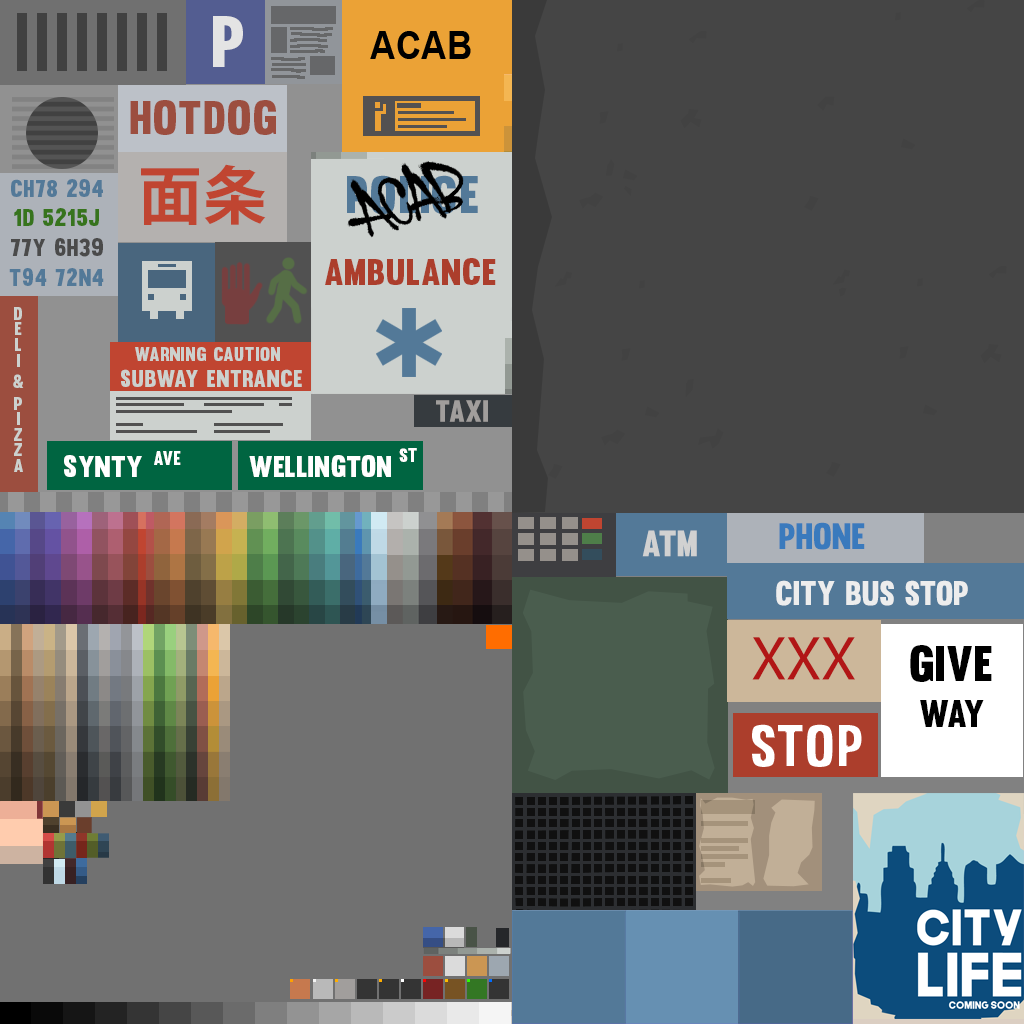 P
ACAB
HOTDOG
面条
CH78 294
1D 5215J
77Y 6H39
T94 72N4
POLICE
ACAB
AMBULANCE
DELI & PIZZA
WARNING CAUTION
SUBWAY ENTRANCE
TAXI
SYNTY AVE
WELLINGTON ST
ATM
PHONE
CITY BUS STOP
XXX
GIVE
WAY
STOP
CITY
LIFE
COMING SOON